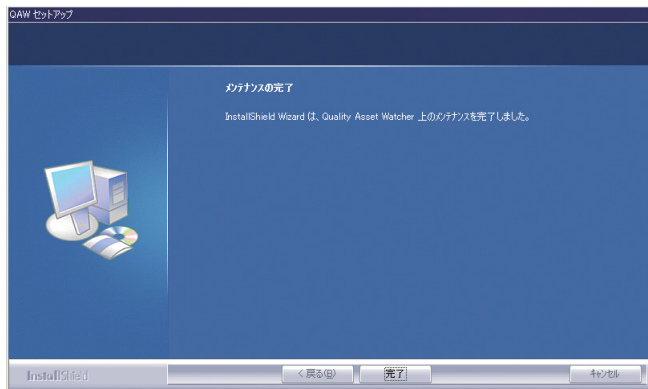 QAW セットアップ
メンテナンスの完了
InstallShield Wizard は、Quality Asset Watcher 上のメンテナンスを完了しました。
InstallShield
< 戻る(B)
完了
キャンセル